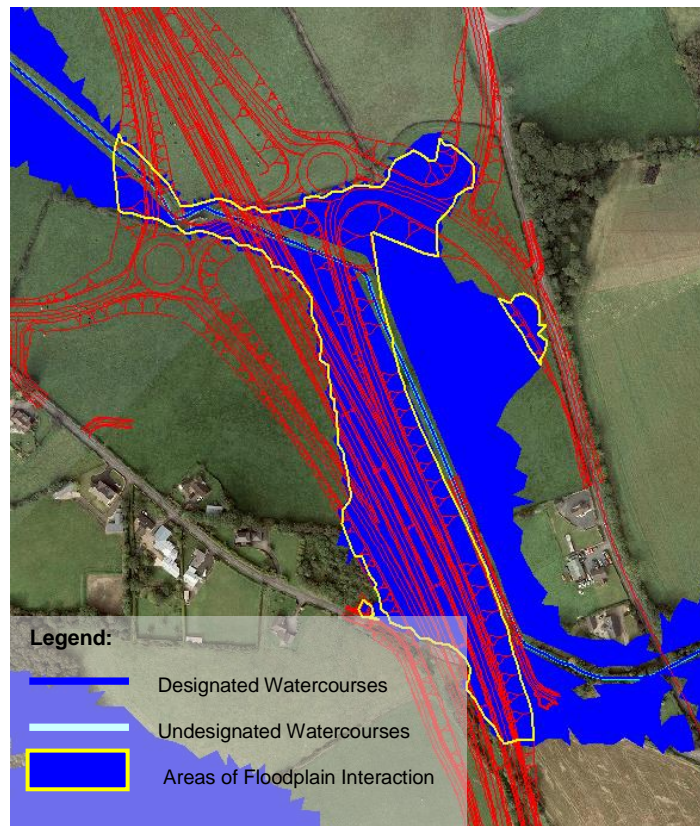 Legend:
Designated Watercourses
Undesignated Watercourses
Areas of Floodplain Interaction